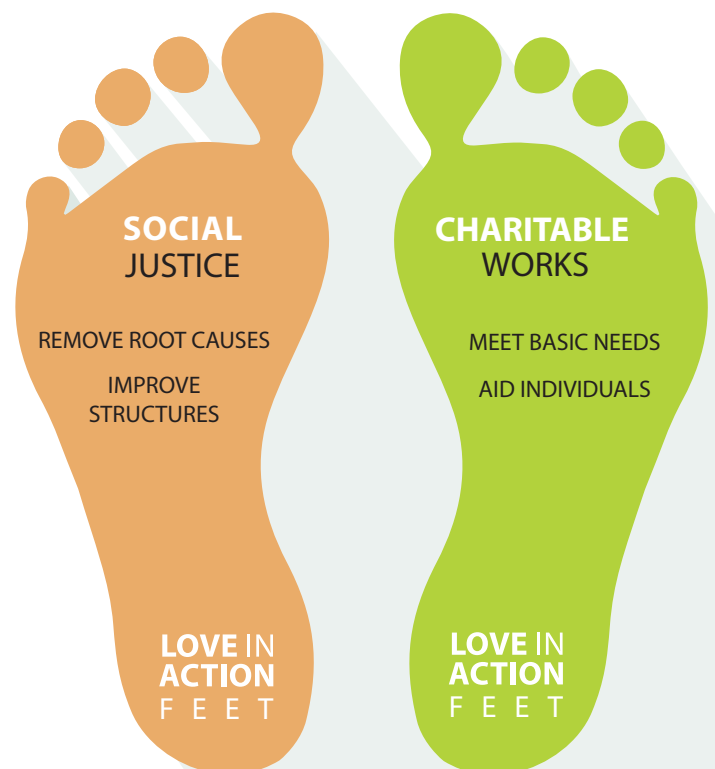 SOCIAL
JUSTICE
REMOVE ROOT CAUSES
IMPROVE
STRUCTURES
LOVE IN
ACTION
FEET
CHARITABLE
WORKS
MEET BASIC NEEDS
AID INDIVIDUALS
LOVE IN
ACTION
FEET